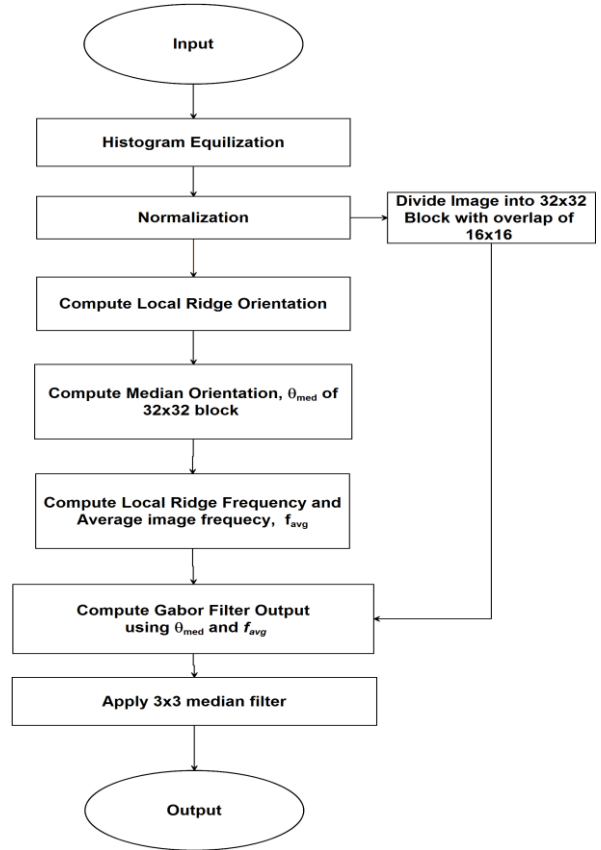 Input
Histogram Equilization
Normalization
Divide Image into 32x32
Block with overlap of
16x16
Compute Local Ridge Orientation
Compute Median Orientation, θmed of
32x32 block
Compute Local Ridge Frequency and
Average image frequecy, favg
Compute Gabor Filter Output
using θmed and favg
Apply 3x3 median filter
Output